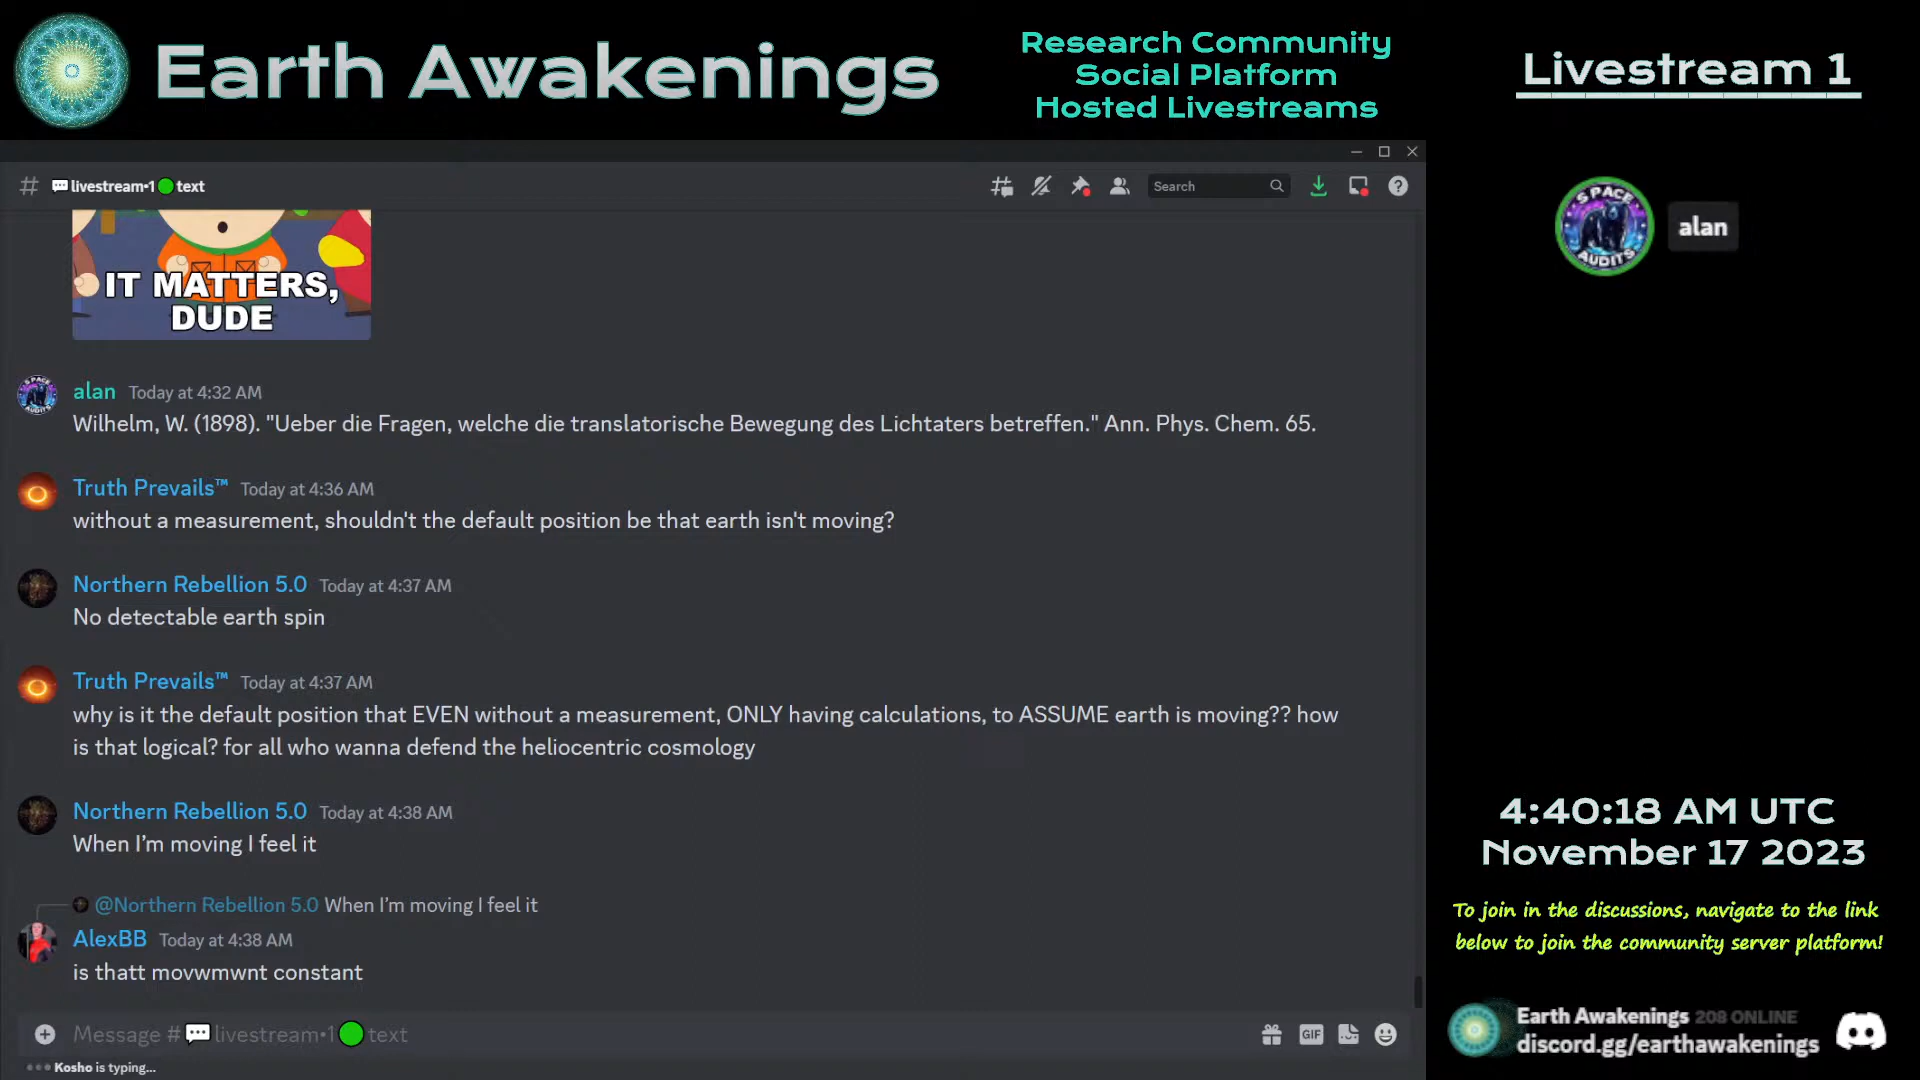 Earth Awakenings
Research Community
Social Platform
Hosted Livestreams
Livestream 1
livestream•1 text
Search
SPACE
AUDITS
alan
IT MATTERS,
DUDE
alan Today at 4:32 AM
Wilhelm, W. (1898). "Ueber die Fragen, welche die translatorische Bewegung des Lichtaters betreffen." Ann. Phys. Chem. 65.
Truth Prevails™ Today at 4:36 AM
without a measurement, shouldn't the default position be that earth isn't moving?
Northern Rebellion 5.0 Today at 4:37 AM
No detectable earth spin
Truth Prevails™ Today at 4:37 AM
why is it the default position that EVEN without a measurement, ONLY having calculations, to ASSUME earth is moving?? how
is that logical? for all who wanna defend the heliocentric cosmology
Northern Rebellion 5.0 Today at 4:38 AM
When I’m moving I feel it
@Northern Rebellion 5.0 When I’m moving I feel it
AlexBB Today at 4:38 AM
is thatt movwmwnt constant
Message # livestream•1 text
GIF
Kosho is typing...
4:40:18 AM UTC
November 17 2023
To join in the discussions, navigate to the link
below to join the community server platform!
Earth Awakenings 208 ONLINE
discord.gg/earthawakenings